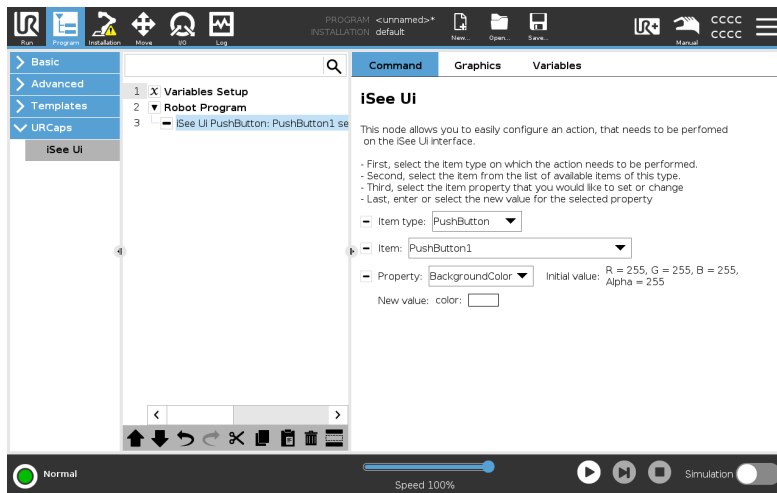 PROGRAM <unnamed>*
INSTALLATION default
CCCC
CCCC
Run
Program
Installation
Move
I/O
Log
New...
Open...
Save...
UR+
Manual
Basic
Advanced
Templates
URCaps
iSee Ui
1 X Variables Setup
2 Robot Program
3 iSee Ui PushButton: PushButton1 se
Command Graphics Variables
iSee Ui
This node allows you to easily configure an action, that needs to be perfomed
on the iSee Ui interface.
- First, select the item type on which the action needs to be performed.
- Second, select the item from the list of available items of this type.
- Third, select the item property that you would like to set or change
- Last, enter or select the new value for the selected property
Item type: PushButton
Item: PushButton1
Property: BackgroundColor Initial value: R = 255, G = 255, B = 255,
Alpha = 255
New value: color:
Normal
Speed 100%
Simulation